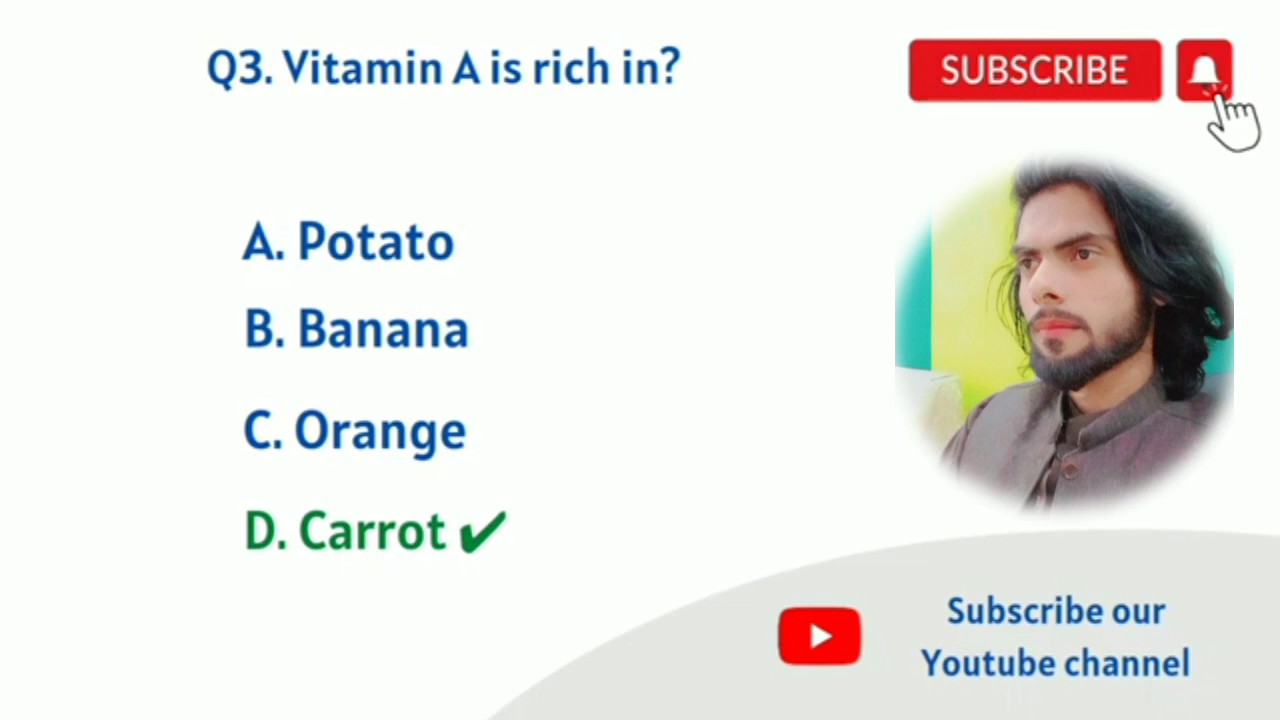 Q3. Vitamin A is rich in?
SUBSCRIBE
A. Potato
B. Banana
C. Orange
D. Carrot ✔
Subscribe our
Youtube channel